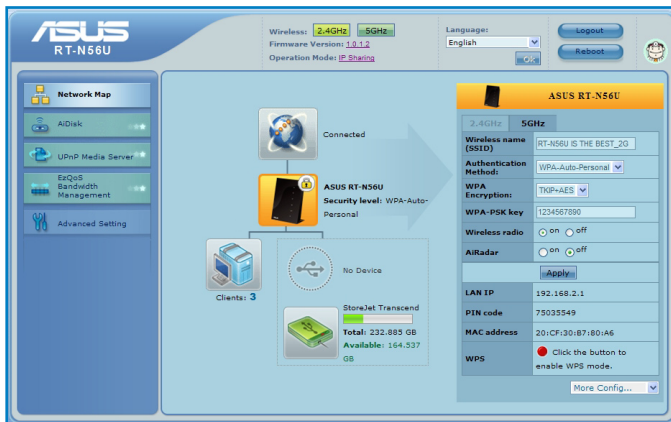 ASUS
RT-N56U
Wireless: 2.4GHz 5GHz
Firmware Version: 1.0.1.2
Operation Mode: IP Sharing
Language:
English
OK
Logout
Reboot
Network Map
AiDisk
UPnP Media Server
EzQoS
Bandwidth
Management
Advanced Setting
Connected
ASUS RT-N56U
Security level: WPA-Auto-
Personal
Clients: 3
No Device
StoreJet Transcend
Total: 232.885 GB
Available: 164.537
GB
ASUS RT-N56U
2.4GHz 5GHz
Wireless name
(SSID)
RT-N56U IS THE BEST_2G
Authentication
Method:
WPA-Auto-Personal
WPA
Encryption:
TKIP+AES
WPA-PSK key
1234567890
Wireless radio
on off
AiRadar
on off
Apply
LAN IP
192.168.2.1
PIN code
75035549
MAC address
20:CF:30:B7:80:A6
WPS
Click the button to
enable WPS mode.
More Config...